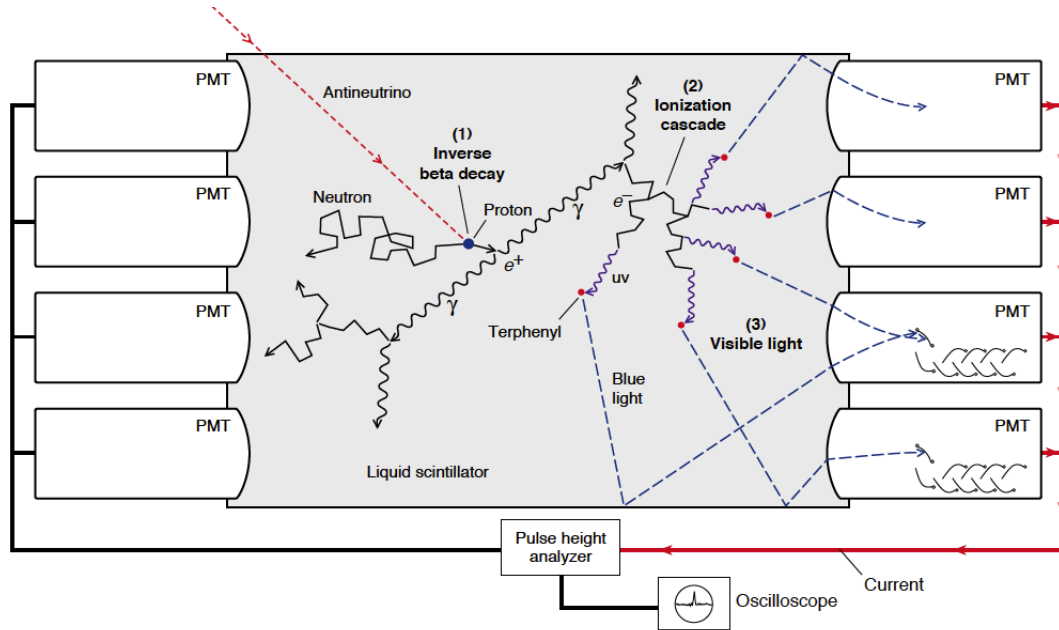 PMT
PMT
Antineutrino
(2)
Ionization
cascade
(1)
Inverse
beta decay
PMT
PMT
Neutron
Proton
γ
e−
e+
uv
γ
PMT
PMT
Terphenyl
(3)
Visible light
Blue
light
PMT
PMT
Liquid scintillator
Pulse height
analyzer
Current
Oscilloscope